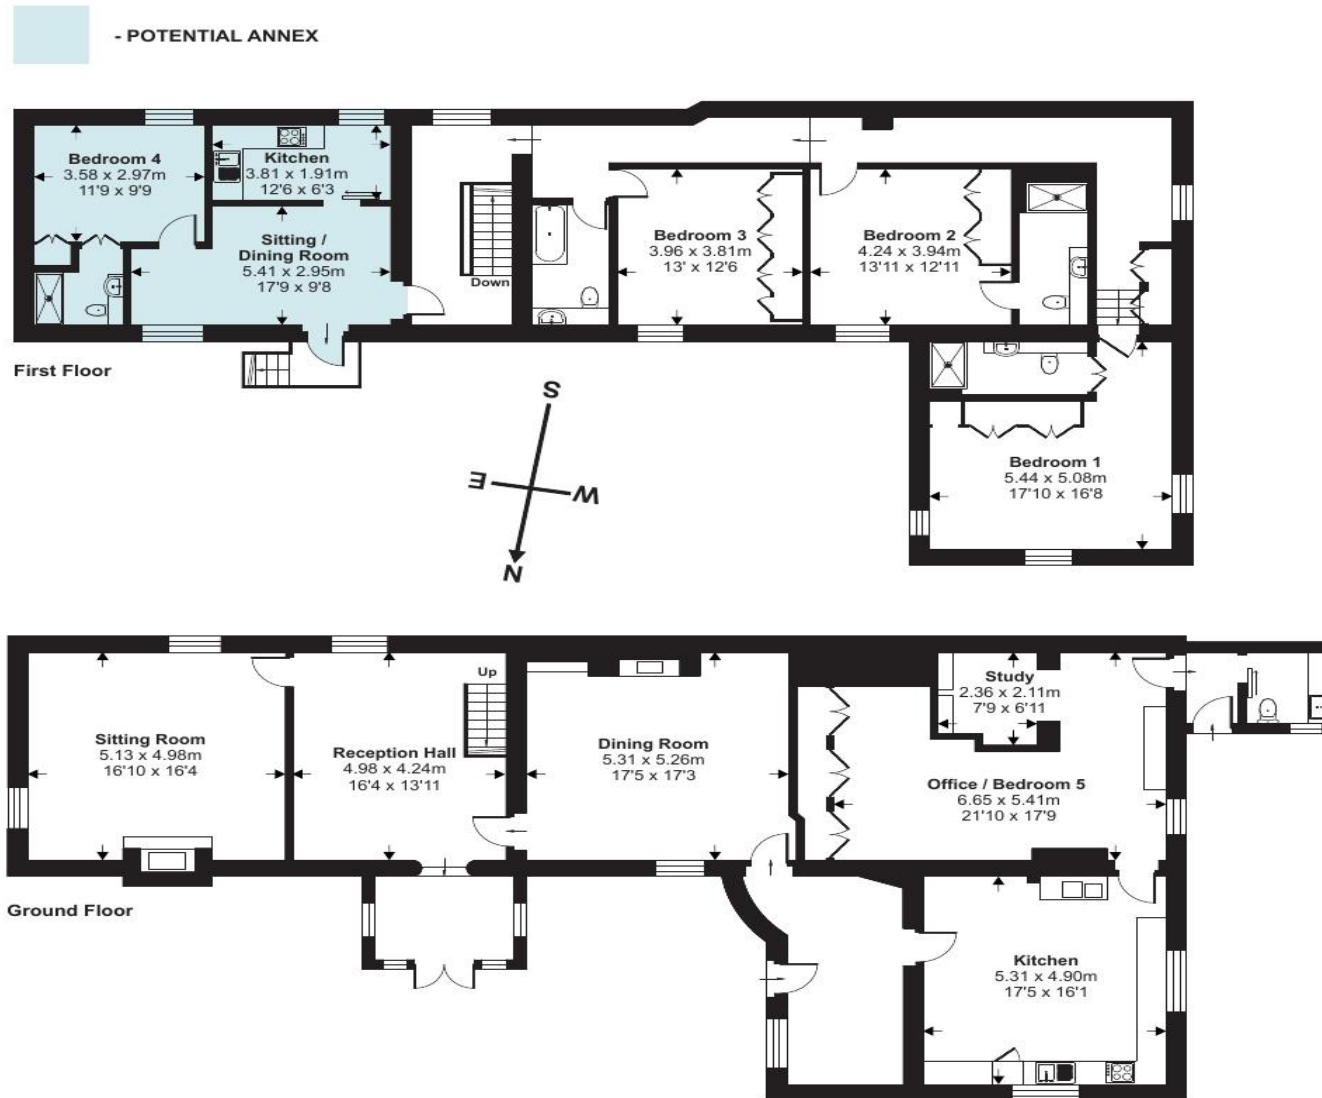 - POTENTIAL ANNEX
Bedroom 4
3.58 x 2.97m
11'9 x 9'9
Kitchen
3.81 x 1.91m
12'6 x 6'3
Sitting /
Dining Room
5.41 x 2.95m
17'9 x 9'8
Down
Bedroom 3
3.96 x 3.81m
13' x 12'6
Bedroom 2
4.24 x 3.94m
13'11 x 12'11
First Floor
Bedroom 1
5.44 x 5.08m
17'10 x 16'8
S
E
W
N
Sitting Room
5.13 x 4.98m
16'10 x 16'4
Up
Reception Hall
4.98 x 4.24m
16'4 x 13'11
Dining Room
5.31 x 5.26m
17'5 x 17'3
Study
2.36 x 2.11m
7'9 x 6'11
Office / Bedroom 5
6.65 x 5.41m
21'10 x 17'9
Ground Floor
Kitchen
5.31 x 4.90m
17'5 x 16'1